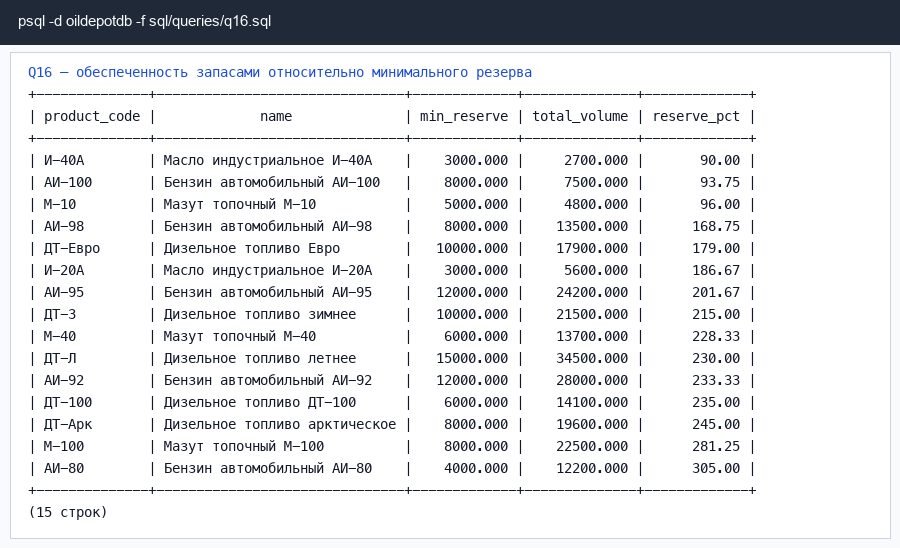 psql -d oildepotdb -f sql/queries/q16.sql
Q16 — обеспеченность запасами относительно минимального резерва
+——————————————+———————————————————————————————+—————————————+——————————————+—————————————+
| product_code |             name              | min_reserve | total_volume | reserve_pct |
+——————————————+———————————————————————————————+—————————————+——————————————+—————————————+
| И–40А        | Масло индустриальное И–40А    |    3000.000 |     2700.000 |       90.00 |
| АИ–100       | Бензин автомобильный АИ–100   |    8000.000 |     7500.000 |       93.75 |
| М–10         | Мазут топочный М–10           |    5000.000 |     4800.000 |       96.00 |
| АИ–98        | Бензин автомобильный АИ–98    |    8000.000 |    13500.000 |      168.75 |
| ДТ–Евро      | Дизельное топливо Евро        |   10000.000 |    17900.000 |      179.00 |
| И–20А        | Масло индустриальное И–20А    |    3000.000 |     5600.000 |      186.67 |
| АИ–95        | Бензин автомобильный АИ–95    |   12000.000 |    24200.000 |      201.67 |
| ДТ–З         | Дизельное топливо зимнее      |   10000.000 |    21500.000 |      215.00 |
| М–40         | Мазут топочный М–40           |    6000.000 |    13700.000 |      228.33 |
| ДТ–Л         | Дизельное топливо летнее      |   15000.000 |    34500.000 |      230.00 |
| АИ–92        | Бензин автомобильный АИ–92    |   12000.000 |    28000.000 |      233.33 |
| ДТ–100       | Дизельное топливо ДТ–100      |    6000.000 |    14100.000 |      235.00 |
| ДТ–Арк       | Дизельное топливо арктическое |    8000.000 |    19600.000 |      245.00 |
| М–100        | Мазут топочный М–100          |    8000.000 |    22500.000 |      281.25 |
| АИ–80        | Бензин автомобильный АИ–80    |    4000.000 |    12200.000 |      305.00 |
+——————————————+———————————————————————————————+—————————————+——————————————+—————————————+
(15 строк)